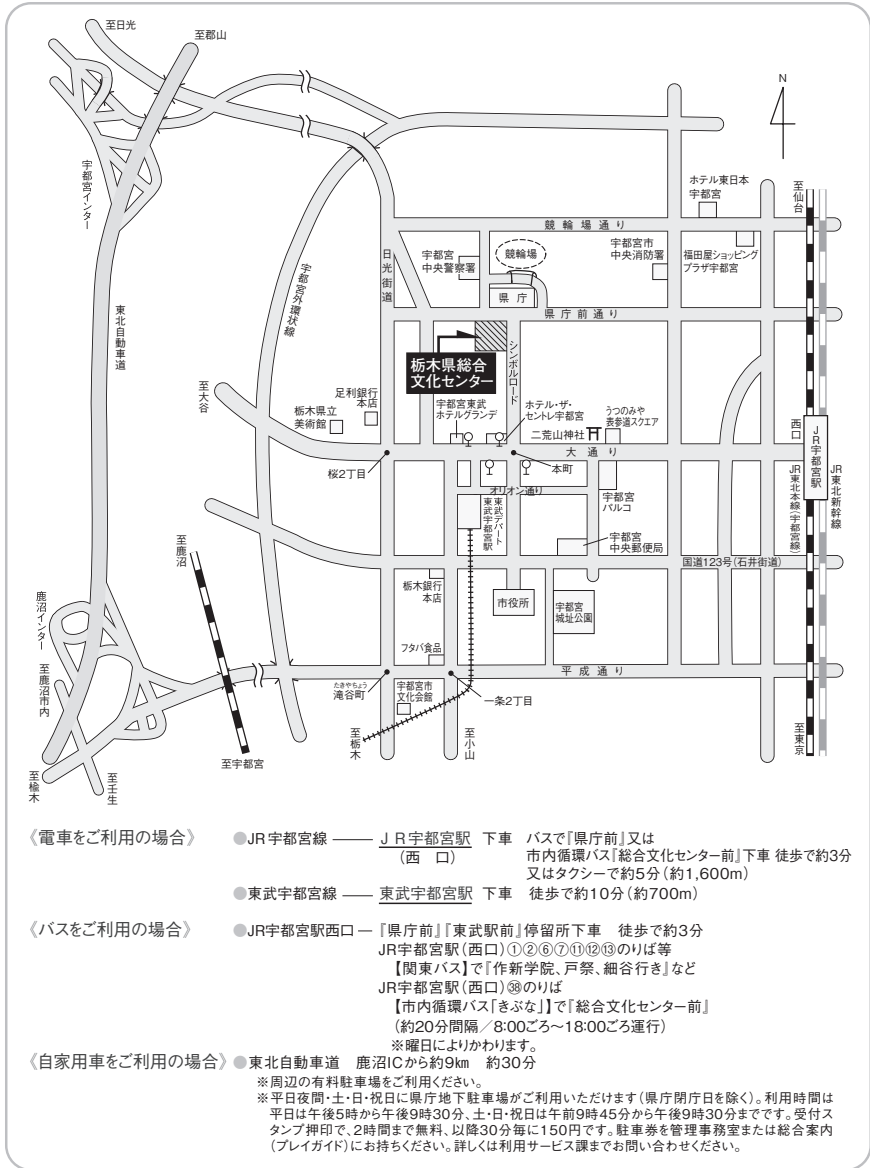 至日光
至郡山
N
宇都宮インター
ホテル東日本
宇都宮
至仙台
競輪場通り
宇都宮
中央警察署
競輪場
宇都宮市
中央消防署
福田屋ショッピング
プラザ宇都宮
日光街道
宇都宮外環状線
県庁
県庁前通り
東北自動車道
栃木県総合
文化センター
シンボルロード
至大谷
足利銀行
本店
栃木県立
美術館
宇都宮東武
ホテルグランデ
ホテル・ザ・
セントレ宇都宮
うつのみや
表参道スクエア
二荒山神社
西口
JR宇都宮駅
大通り
桜2丁目
本町
JR東北本線(宇都宮線)
JR東北新幹線
オリオン通り
東武デパート
東武宇都宮駅
宇都宮
パルコ
宇都宮
中央郵便局
国道123号(石井街道)
至鹿沼
栃木銀行
本店
市役所
宇都宮
城址公園
鹿沼インター
フタバ食品
平成通り
至鹿沼市内
たきやちょう
滝谷町
宇都宮市
文化会館
一条2丁目
至栃木
至小山
至東京
至宇都宮
至楡木
至壬生
《電車をご利用の場合》 ●JR宇都宮線 ―― JR宇都宮駅 下車 バスで『県庁前』又は
(西 口) 市内循環バス『総合文化センター前』下車 徒歩で約3分
又はタクシーで約5分(約1,600m)
●東武宇都宮線 ―― 東武宇都宮駅 下車 徒歩で約10分(約700m)
《バスをご利用の場合》 ●JR宇都宮駅西口 ― 『県庁前』『東武駅前』停留所下車 徒歩で約3分
JR宇都宮駅(西口)①②⑥⑦⑪⑫⑬のりば等
【関東バス】で『作新学院、戸祭、細谷行き』など
JR宇都宮駅(西口)㊳のりば
【市内循環バス「きぶな」】で『総合文化センター前』
(約20分間隔/8:00ごろ~18:00ごろ運行)
※曜日によりかわります。
《自家用車をご利用の場合》 ●東北自動車道 鹿沼ICから約9km 約30分
※周辺の有料駐車場をご利用ください。
※平日夜間・土・日・祝日に県庁地下駐車場がご利用いただけます(県庁閉庁日を除く)。利用時間は
平日は午後5時から午後9時30分、土・日・祝日は午前9時45分から午後9時30分までです。受付ス
タンプ押印で、2時間まで無料、以降30分毎に150円です。駐車券を管理事務室または総合案内
(プレイガイド)にお持ちください。詳しくは利用サービス課までお問い合わせください。